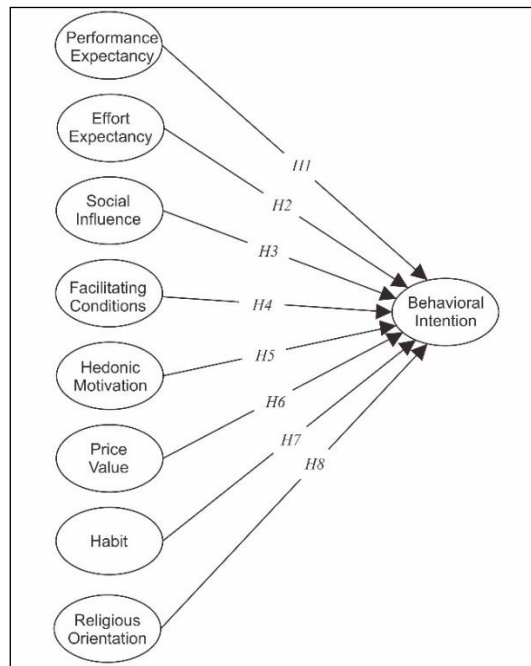 Performance
Expectancy
H1
Effort
Expectancy
H2
Social
Influence
H3
Facilitating
Conditions
H4
Behavioral
Intention
Hedonic
Motivation
H5
Price
Value
H6
H7
Habit
H8
Religious
Orientation